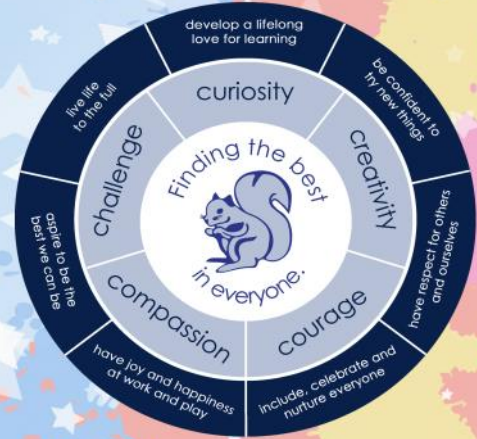 Finding the best
in everyone.
curiosity
creativity
courage
compassion
challenge
develop a lifelong
love for learning
be confident to
try new things
have respect for others
and ourselves
include, celebrate and
nurture everyone
have joy and happiness
at work and play
aspire to be the
best we can be
live life
to the full